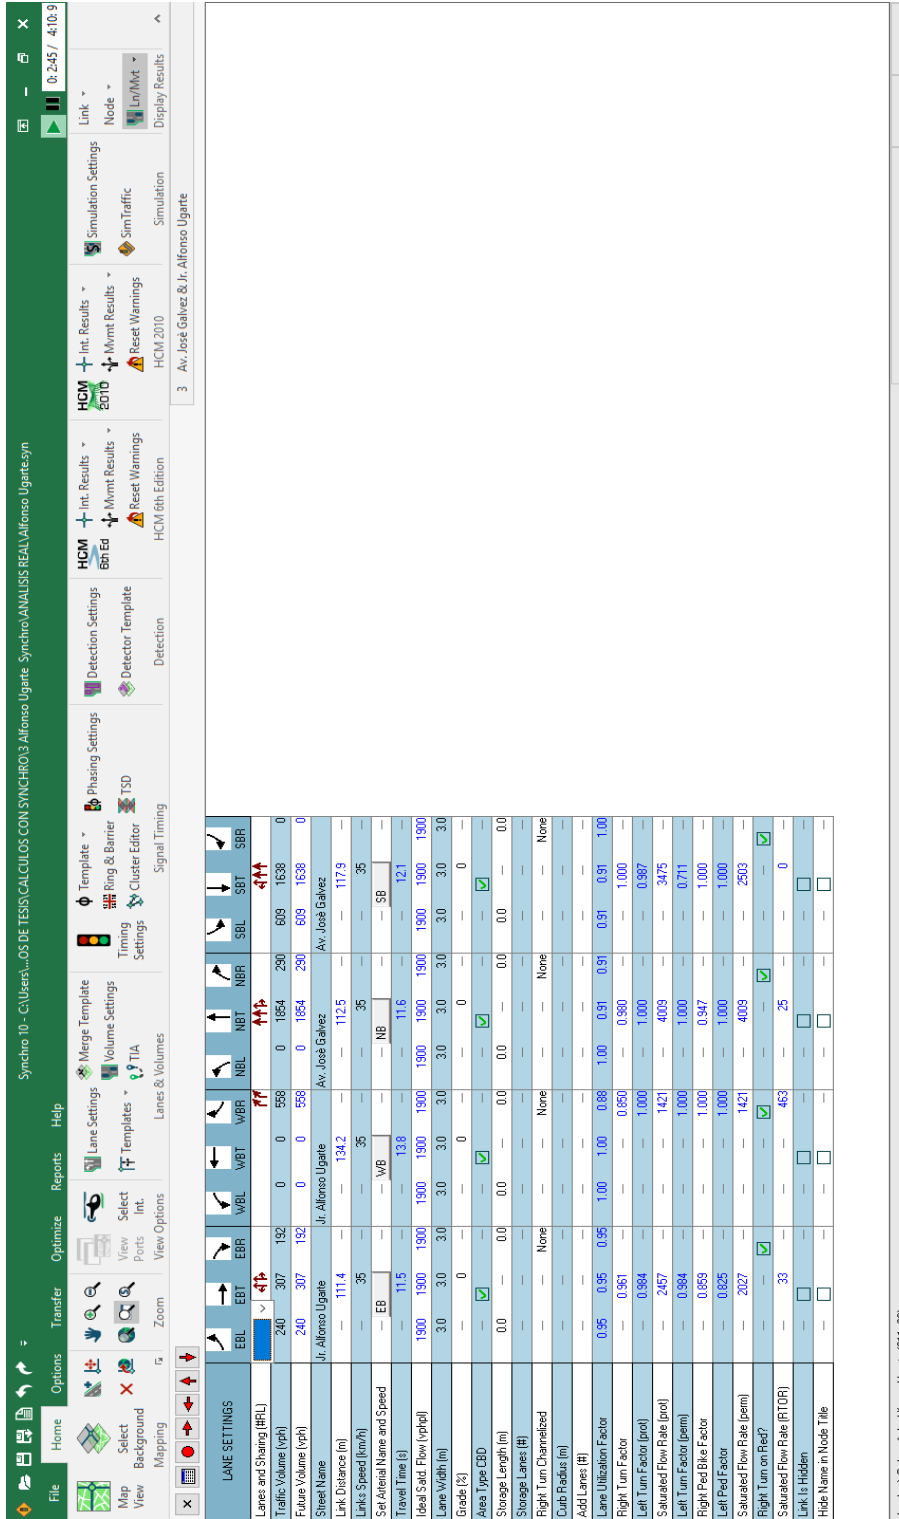 Synchro 10 - C:\Users\...OS DE TESIS\CALCULOS CON SYNCHRO\3 Alfonso Ugarte Synchro\ANALISIS REAL\Alfonso Ugarte.syn
File Home Options Transfer Optimize Reports Help
0: 2:45 / 4:10: 9
Map View
Select Background
Mapping
Zoom
View Ports
Select Int.
View Options
Lane Settings
Templates
Merge Template
Volume Settings
TIA
Lanes & Volumes
Timing Settings
Template
Ring & Barrier
Cluster Editor
Phasing Settings
TSD
Signal Timing
Detection Settings
Detector Template
Detection
HCM 6th Ed
Int. Results
Mvmt Results
Reset Warnings
HCM 6th Edition
HCM 2010
Int. Results
Mvmt Results
Reset Warnings
HCM 2010
Simulation Settings
SimTraffic
Simulation
Link
Node
Ln/Mvt
Display Results
3 Av. Josè Galvez & Jr. Alfonso Ugarte
LANE SETTINGS EBL EBT EBR WBL WBT WBR NBL NBT NBR SBL SBT SBR
Lanes and Sharing (#RL)
Traffic Volume (vph) 240 307 192 0 0 558 0 1854 290 609 1638 0
Future Volume (vph) 240 307 192 0 0 558 0 1854 290 609 1638 0
Street Name Jr. Alfonso Ugarte Jr. Alfonso Ugarte Av. Josè Galvez Av. Josè Galvez
Link Distance (m) — 111.4 — — 134.2 — — 112.5 — — 117.9 —
Links Speed (km/h) — 35 — — 35 — — 35 — — 35 —
Set Arterial Name and Speed — EB — — WB — — NB — — SB —
Travel Time (s) — 11.5 — — 13.8 — — 11.6 — — 12.1 —
Ideal Satd. Flow (vphpl) 1900 1900 1900 1900 1900 1900 1900 1900 1900 1900 1900 1900
Lane Width (m) 3.0 3.0 3.0 3.0 3.0 3.0 3.0 3.0 3.0 3.0 3.0 3.0
Grade (%) — 0 — — 0 — — 0 — — 0 —
Area Type CBD — — — — — — — —
Storage Length (m) 0.0 — 0.0 0.0 — 0.0 0.0 — 0.0 0.0 — 0.0
Storage Lanes (#) — — — — — — — — — — — —
Right Turn Channelized — — None — — None — — None — — None
Curb Radius (m) — — — — — — — — — — — —
Add Lanes (#) — — — — — — — — — — — —
Lane Utilization Factor 0.95 0.95 0.95 1.00 1.00 0.88 1.00 0.91 0.91 0.91 0.91 1.00
Right Turn Factor — 0.961 — — — 0.850 — 0.980 — — 1.000 —
Left Turn Factor (prot) — 0.984 — — — 1.000 — 1.000 — — 0.987 —
Saturated Flow Rate (prot) — 2457 — — — 1421 — 4009 — — 3475 —
Left Turn Factor (perm) — 0.984 — — — 1.000 — 1.000 — — 0.711 —
Right Ped Bike Factor — 0.859 — — — 1.000 — 0.947 — — 1.000 —
Left Ped Factor — 0.825 — — — 1.000 — 1.000 — — 1.000 —
Saturated Flow Rate (perm) — 2027 — — — 1421 — 4009 — — 2503 —
Right Turn on Red? — — — — — — — —
Saturated Flow Rate (RTOR) — 33 — — — 463 — 25 — — 0 —
Link Is Hidden — — — — — — — —
Hide Name in Node Title — — — — — — — —